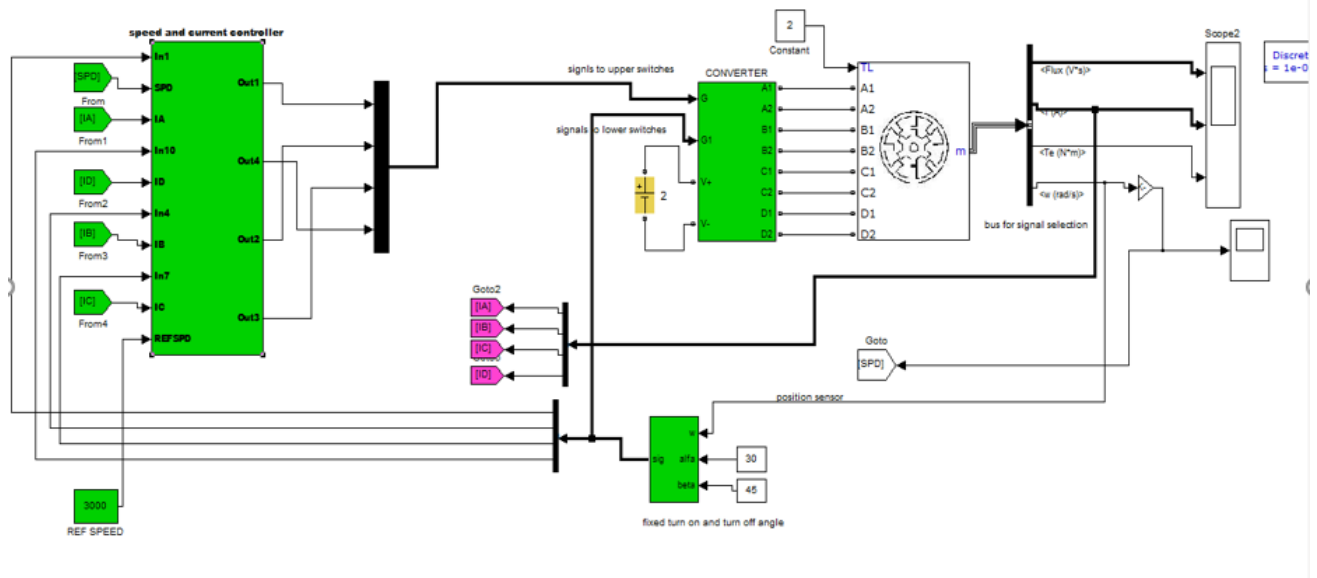 speed and current controller
In1
[SPD]
From
SPD
[IA]
From1
IA
In10
[ID]
From2
ID
In4
[IB]
From3
IB
In7
[IC]
From4
IC
REFSPD
Out1
Out4
Out2
Out3
3000
REF SPEED
signls to upper switches
signals to lower switches
CONVERTER
G
G1
V+
V-
2
A1
A2
B1
B2
C1
C2
D1
D2
2
Constant
TL
A1
A2
B1
B2
C1
C2
D1
D2
m
<Flux (V*s)>
<Te (N*m)>
<w (rad/s)>
bus for signal selection
Scope2
Discret
Goto2
[IA]
[IB]
[IC]
[ID]
Goto
[SPD]
position sensor
w
sig
alfa
beta
30
45
fixed turn on and turn off angle